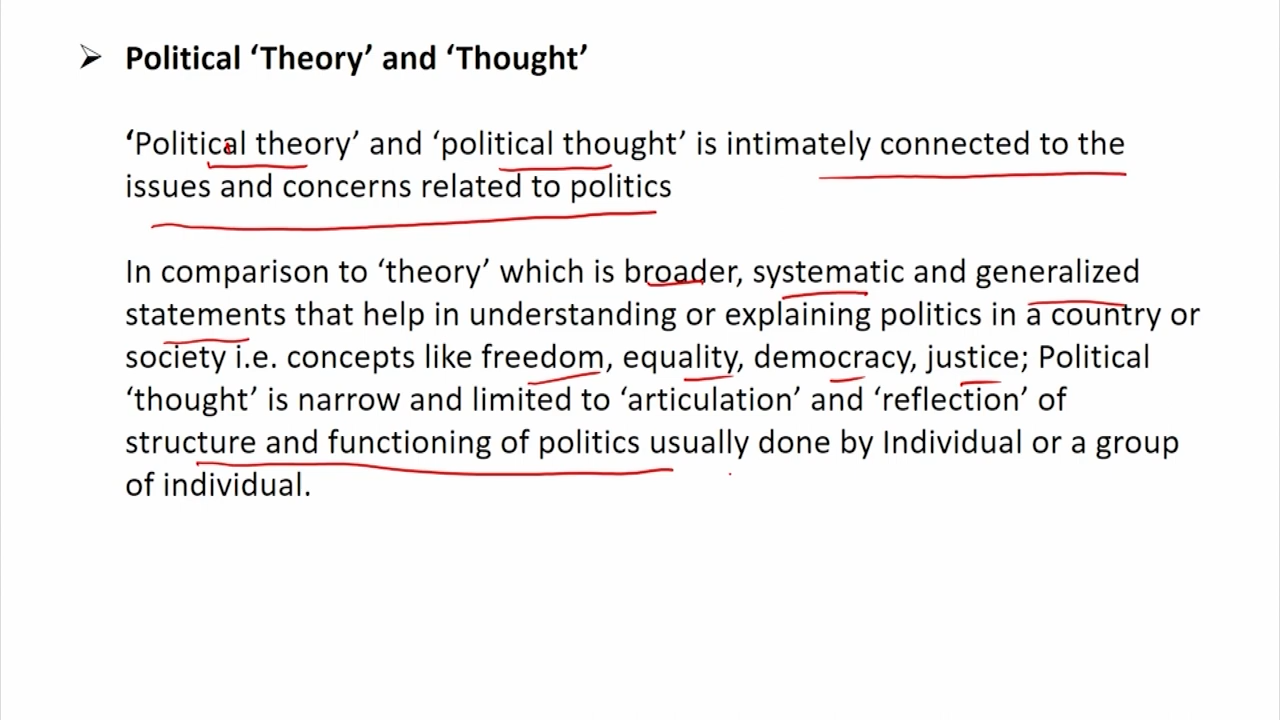 ➢ Political ‘Theory’ and ‘Thought’
‘Political theory’ and ‘political thought’ is intimately connected to the
issues and concerns related to politics
In comparison to ‘theory’ which is broader, systematic and generalized
statements that help in understanding or explaining politics in a country or
society i.e. concepts like freedom, equality, democracy, justice; Political
‘thought’ is narrow and limited to ‘articulation’ and ‘reflection’ of
structure and functioning of politics usually done by Individual or a group
of individual.